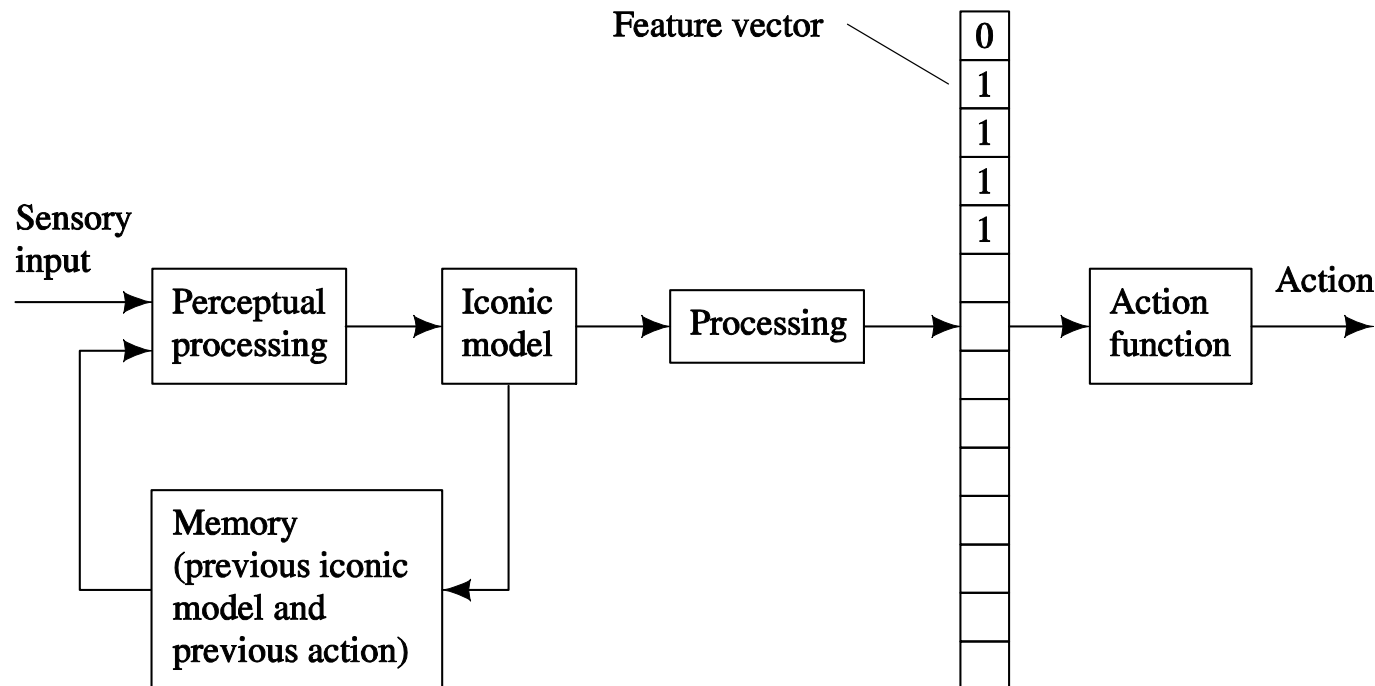 Feature vector
0
1
1
1
1
Sensory
input
Perceptual
processing
Iconic
model
Processing
Action
function
Action
Memory
(previous iconic
model and
previous action)